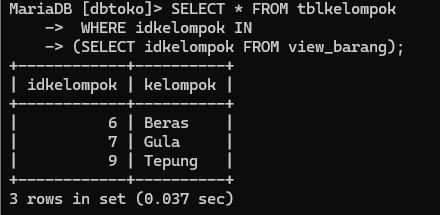 MariaDB [dbtoko]> SELECT * FROM tblkelompok
    ->  WHERE idkelompok IN
    -> (SELECT idkelompok FROM view_barang);
+------------+----------+
| idkelompok | kelompok |
+------------+----------+
|          6 | Beras    |
|          7 | Gula     |
|          9 | Tepung   |
+------------+----------+
3 rows in set (0.037 sec)